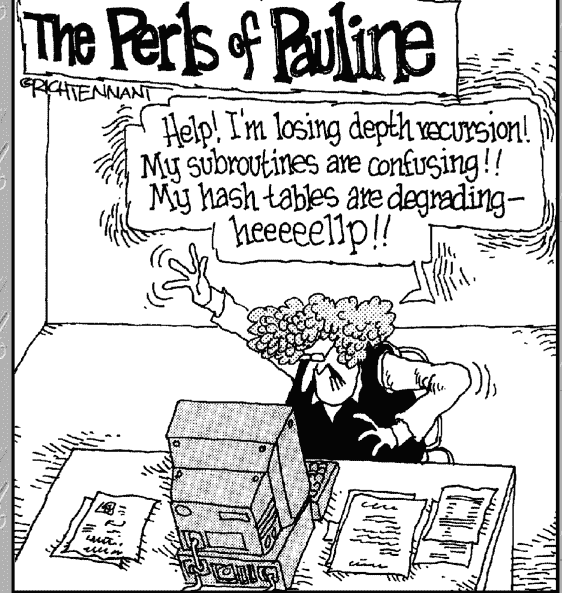 The Perls of Pauline
©RICHTENNANT
Help! I'm losing depth recursion!
My subroutines are confusing!!
My hash tables are degrading—
heeeeellp!!